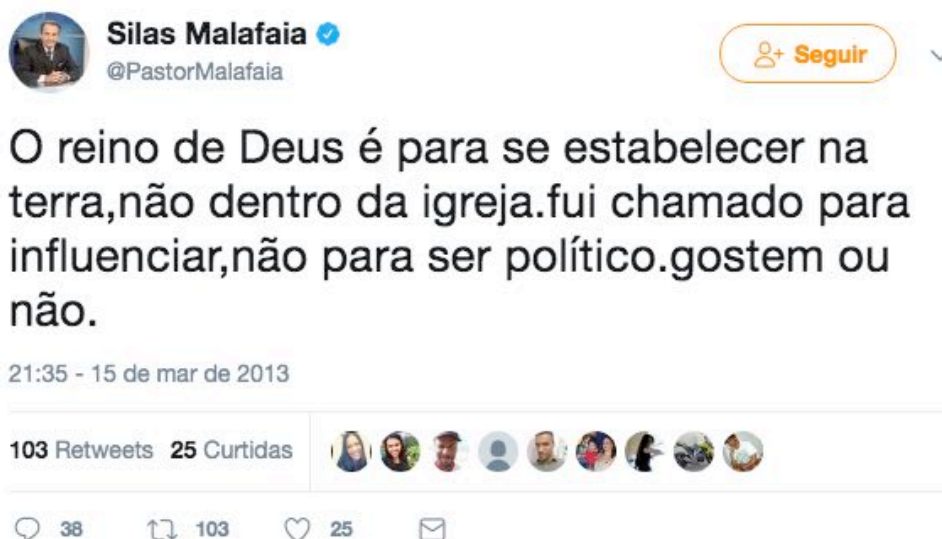 Silas Malafaia
@PastorMalafaia
Seguir
O reino de Deus é para se estabelecer na
terra,não dentro da igreja.fui chamado para
influenciar,não para ser político.gostem ou
não.
21:35 - 15 de mar de 2013
103 Retweets 25 Curtidas
38 103 25